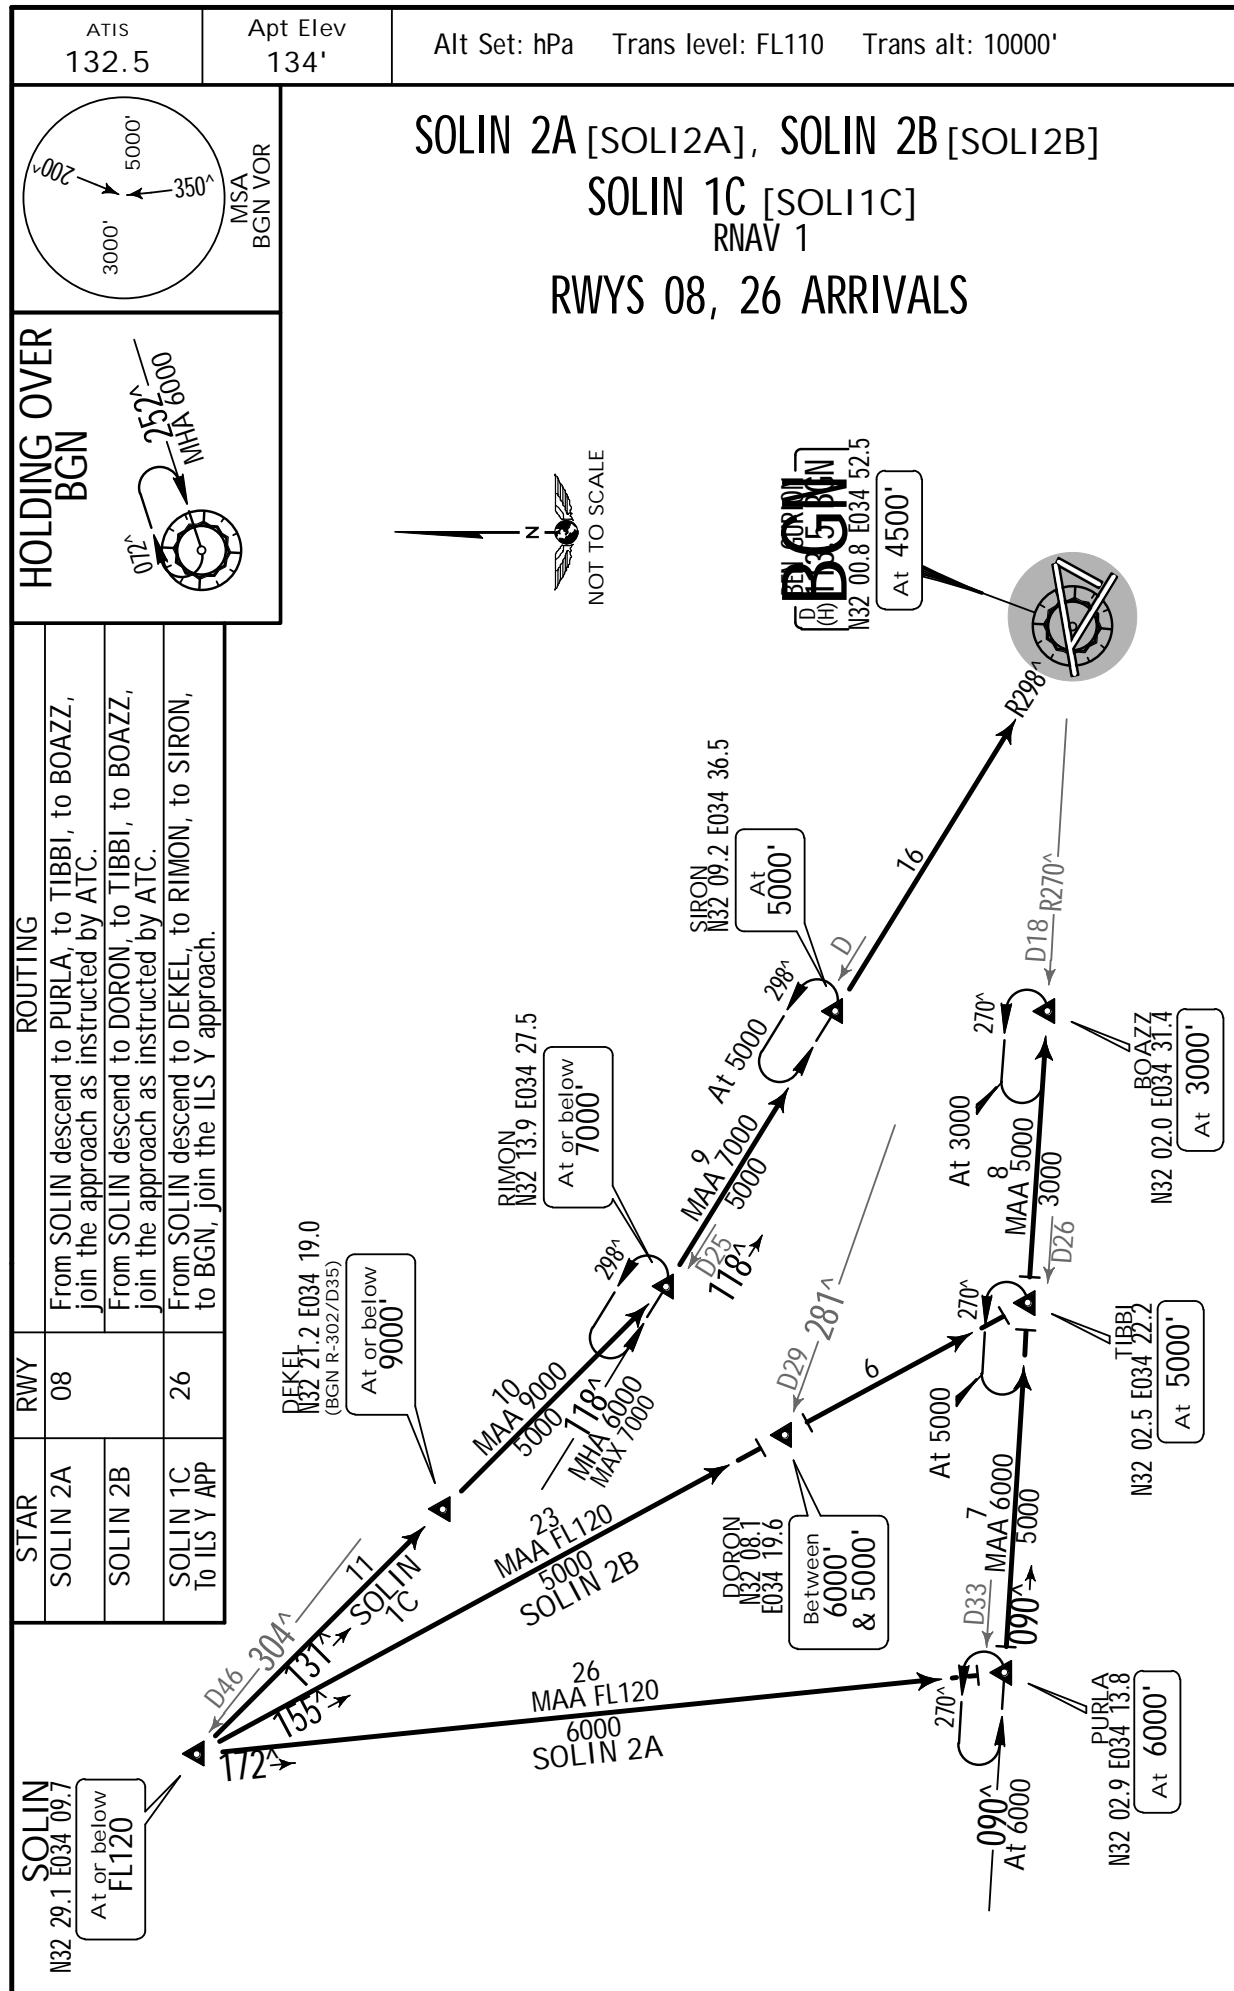 ATIS
132.5
Apt Elev
134'
Alt Set: hPa Trans level: FL110 Trans alt: 10000'
SOLIN 2A [SOLI2A], SOLIN 2B [SOLI2B]
SOLIN 1C [SOLI1C]
RNAV 1
RWYS 08, 26 ARRIVALS
200^
5000'
350^
3000'
MSA
BGN VOR
HOLDING OVER
BGN
072^
252^
MHA 6000
N
NOT TO SCALE
STAR RWY ROUTING
SOLIN 2A 08 From SOLIN descend to PURLA, to TIBBI, to BOAZZ,
join the approach as instructed by ATC.
SOLIN 2B From SOLIN descend to DORON, to TIBBI, to BOAZZ,
join the approach as instructed by ATC.
SOLIN 1C 26 From SOLIN descend to DEKEL, to RIMON, to SIRON,
To ILS Y APP to BGN, join the ILS Y approach.
BEN GURION
D 113.5 BGN
(H)
BGN
N32 00.8 E034 52.5
At 4500'
R298^
16
SIRON
N32 09.2 E034 36.5
At
5000'
D
298^
At 5000
9
MAA 7000
5000
D25
118^
RIMON
N32 13.9 E034 27.5
At or below
7000'
298^
118^
MHA 6000
MAX 7000
10
MAA 9000
5000
DEKEL
N32 21.2 E034 19.0
(BGN R-302/D35)
At or below
9000'
11
SOLIN
1C
131^
D46
304^
SOLIN
N32 29.1 E034 09.7
At or below
FL120
155^
23
MAA FL120
5000
SOLIN 2B
172^
26
MAA FL120
6000
SOLIN 2A
DORON
N32 08.1
E034 19.6
Between
6000'
& 5000'
D29
281^
6
270^
At 5000
TIBBI
N32 02.5 E034 22.2
At 5000'
D26
8
MAA 5000
3000
At 3000
270^
D18 R270^
BOAZZ
N32 02.0 E034 31.4
At 3000'
7
MAA 6000
5000
090^
D33
270^
090^
At 6000
PURLA
N32 02.9 E034 13.8
At 6000'